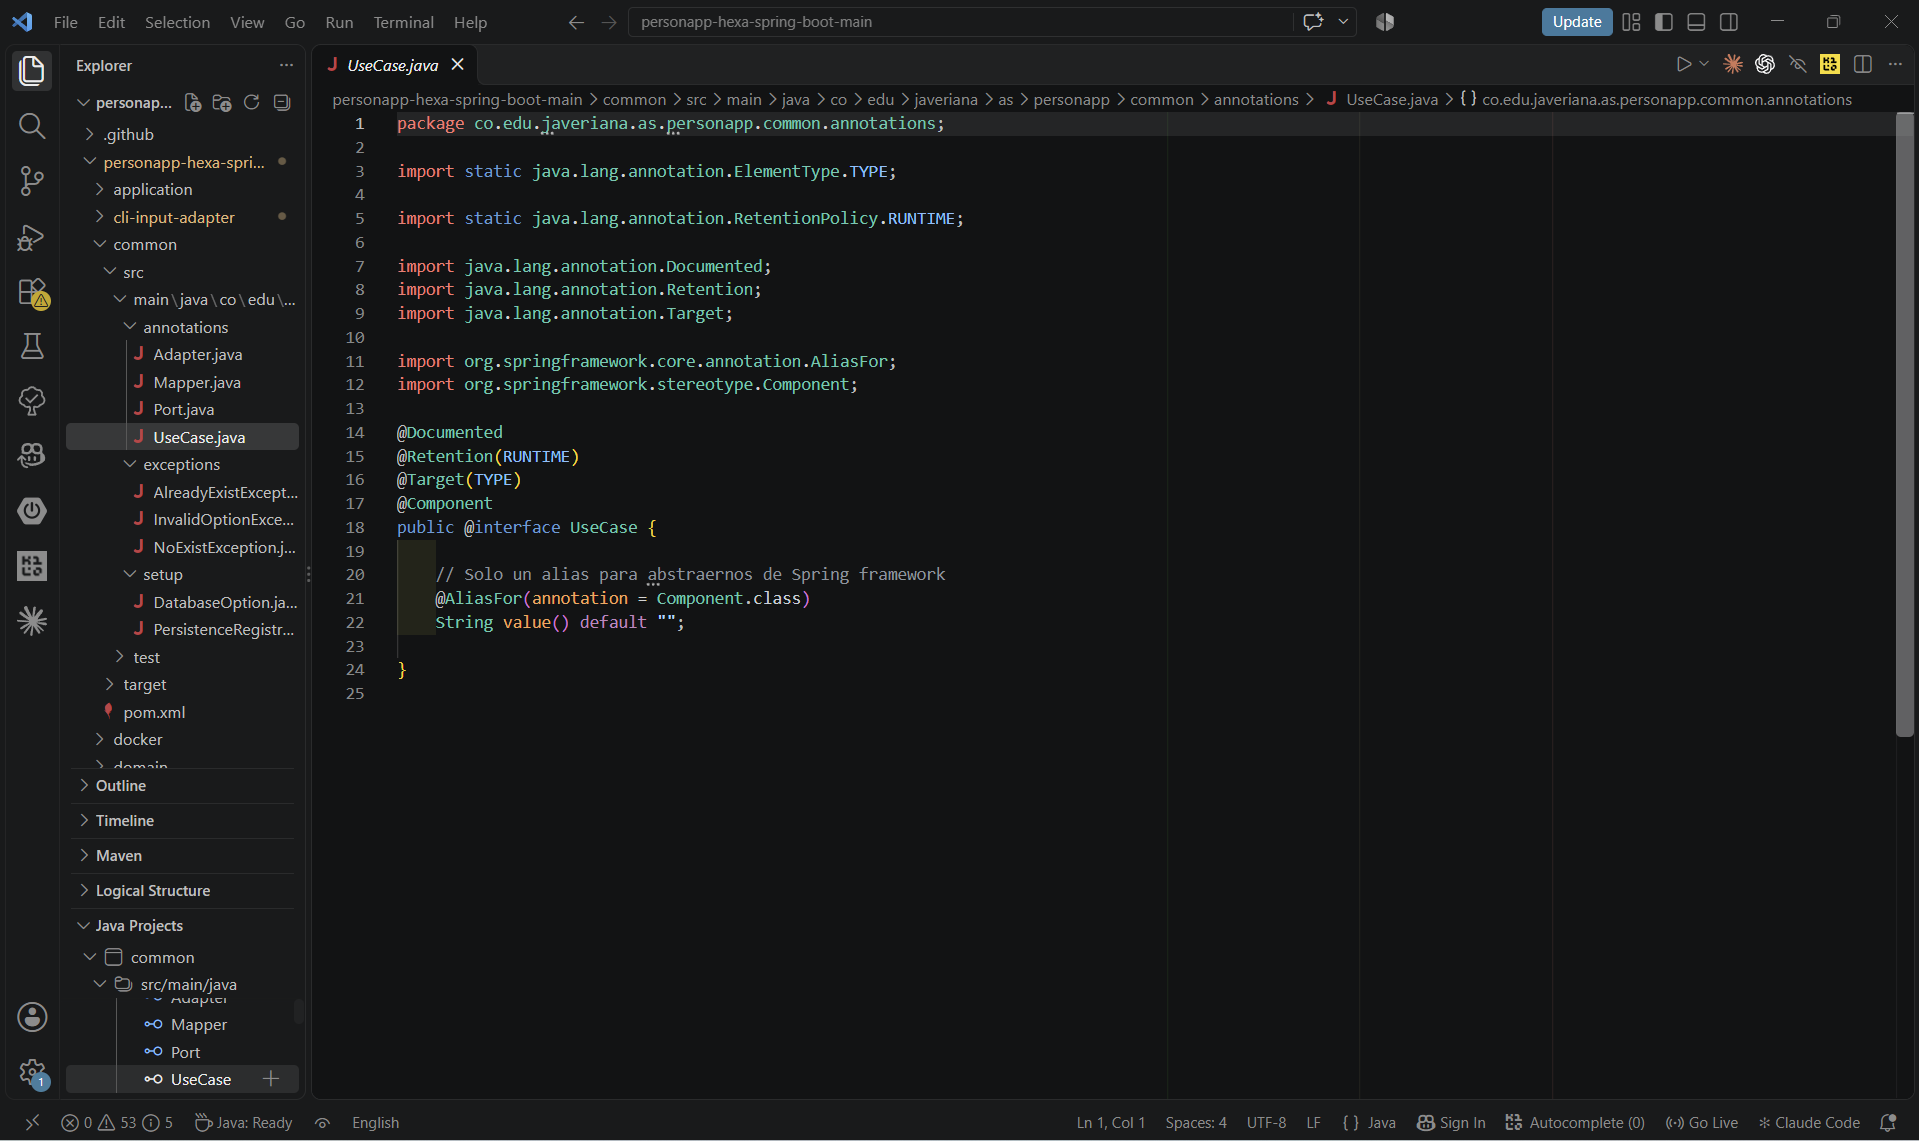 File Edit Selection View Go Run Terminal Help
personapp-hexa-spring-boot-main
Update
Explorer
personap...
.github
personapp-hexa-spri...
application
cli-input-adapter
common
src
main\java\co\edu\...
annotations
Adapter.java
Mapper.java
Port.java
UseCase.java
exceptions
AlreadyExistExcept...
InvalidOptionExce...
NoExistException.j...
setup
DatabaseOption.ja...
PersistenceRegistr...
test
target
pom.xml
docker
domain
Outline
Timeline
Maven
Logical Structure
Java Projects
common
src/main/java
Adapter
Mapper
Port
UseCase
UseCase.java
personapp-hexa-spring-boot-main > common > src > main > java > co > edu > javeriana > as > personapp > common > annotations > UseCase.java > {} co.edu.javeriana.as.personapp.common.annotations
1 package co.edu.javeriana.as.personapp.common.annotations;
2
3 import static java.lang.annotation.ElementType.TYPE;
4
5 import static java.lang.annotation.RetentionPolicy.RUNTIME;
6
7 import java.lang.annotation.Documented;
8 import java.lang.annotation.Retention;
9 import java.lang.annotation.Target;
10
11 import org.springframework.core.annotation.AliasFor;
12 import org.springframework.stereotype.Component;
13
14 @Documented
15 @Retention(RUNTIME)
16 @Target(TYPE)
17 @Component
18 public @interface UseCase {
19
20     // Solo un alias para abstraernos de Spring framework
21     @AliasFor(annotation = Component.class)
22     String value() default "";
23
24 }
25
1
0 53 5 Java: Ready English
Ln 1, Col 1 Spaces: 4 UTF-8 LF {} Java Sign In Autocomplete (0) Go Live Claude Code